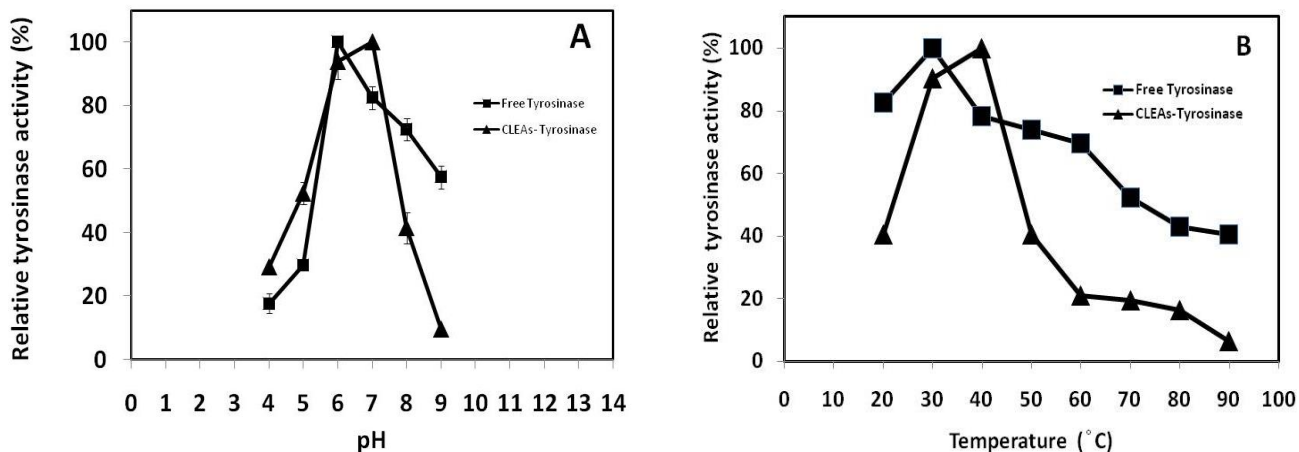 A
Relative tyrosinase activity (%)
100
80
60
40
20
0
Free Tyrosinase
CLEAs-Tyrosinase
0 1 2 3 4 5 6 7 8 9 10 11 12 13 14
pH
B
Relative tyrosinase activity (%)
100
80
60
40
20
0
Free Tyrosinase
CLEAs-Tyrosinase
0 10 20 30 40 50 60 70 80 90 100
Temperature (°C)